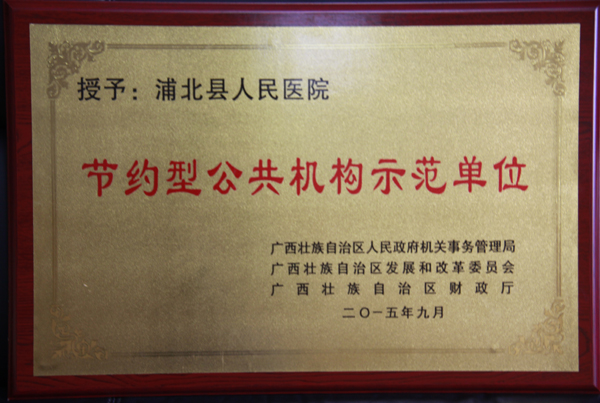 授予：浦北县人民医院
节约型公共机构示范单位
广西壮族自治区人民政府机关事务管理局
广西壮族自治区发展和改革委员会
广西壮族自治区财政厅
二〇一五年九月